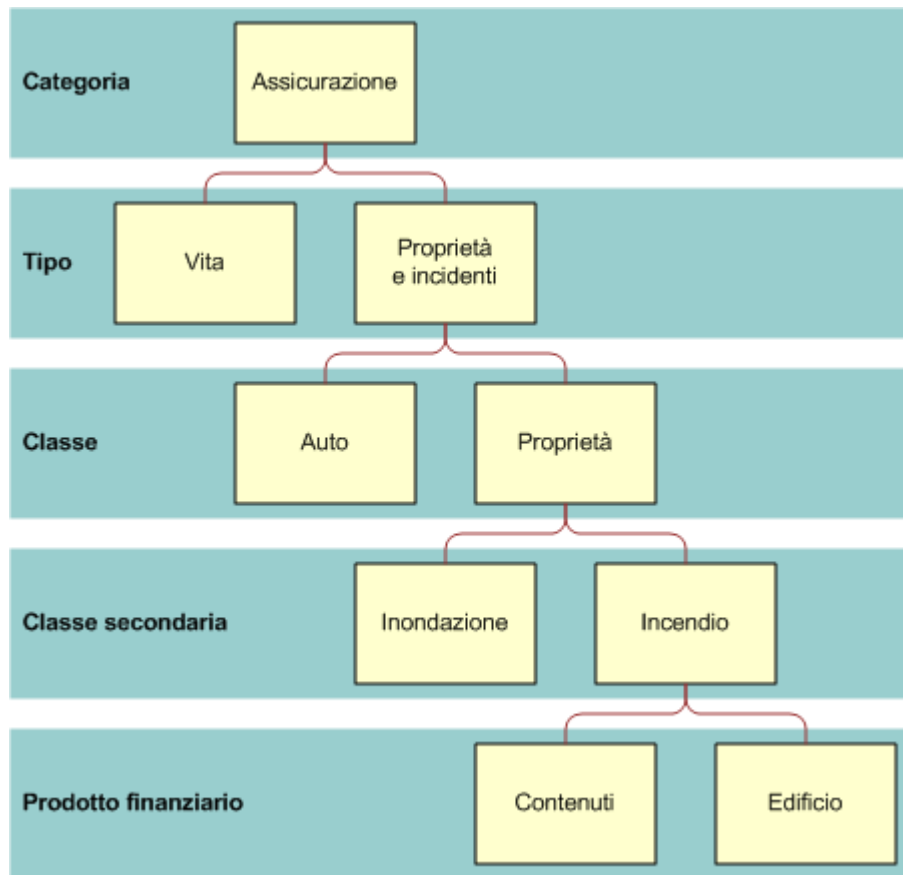 Categoria
Assicurazione
Tipo
Vita
Proprietà
e incidenti
Classe
Auto
Proprietà
Classe secondaria
Inondazione
Incendio
Prodotto finanziario
Contenuti
Edificio